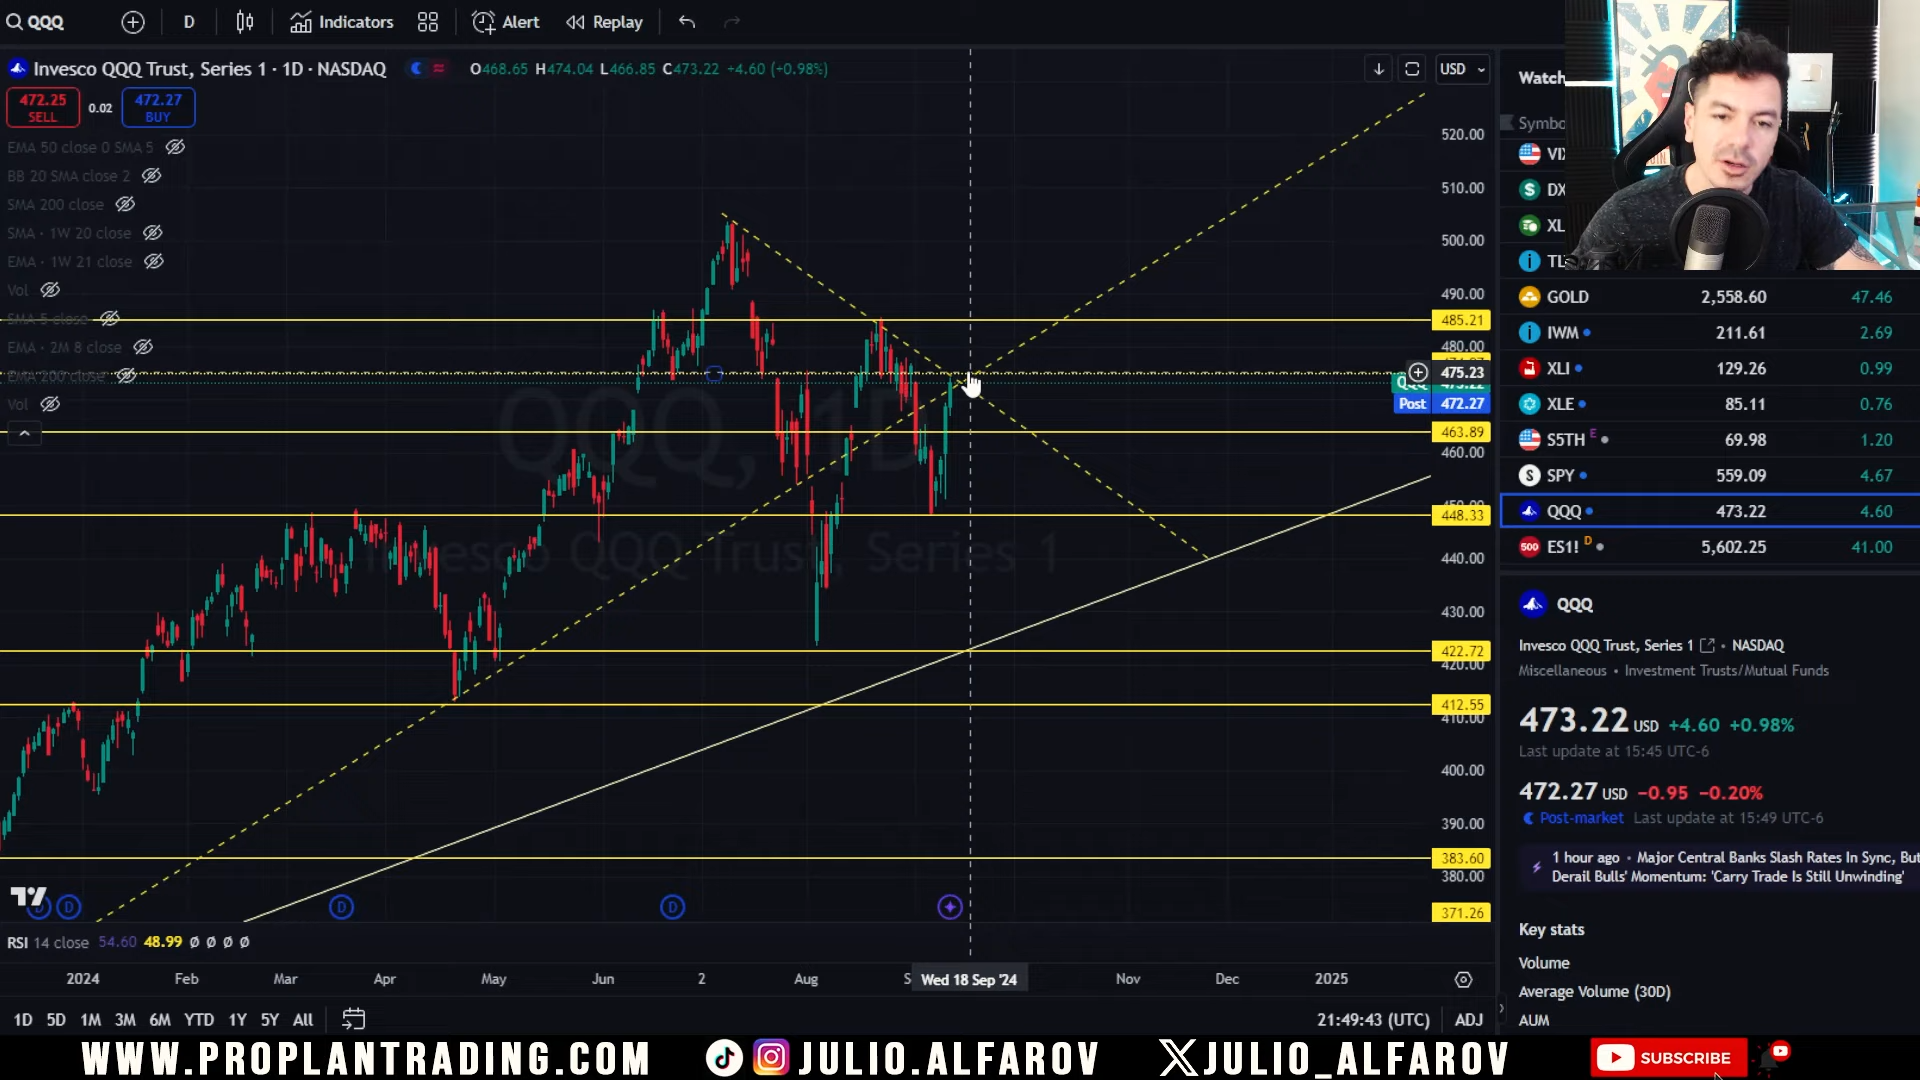 QQQ
D
Indicators
Alert
Replay
Invesco QQQ Trust, Series 1 · 1D · NASDAQ
O468.65 H474.04 L466.85 C473.22 +4.60 (+0.98%)
USD
472.25
SELL
0.02
472.27
BUY
EMA 50 close 0 SMA 5
BB 20 SMA close 2
SMA 200 close
SMA · 1W 20 close
EMA · 1W 21 close
Vol
SMA 5 close
EMA · 2M 8 close
EMA 200 close
Vol
QQQ, 1D
Invesco QQQ Trust, Series 1
520.00
510.00
500.00
490.00
485.21
480.00
475.23
Post 472.27
463.89
460.00
448.33
440.00
430.00
422.72
420.00
412.55
410.00
400.00
390.00
383.60
380.00
371.26
D
D
D
D
RSI 14 close 54.60 48.99 Ø Ø Ø Ø
2024
Feb
Mar
Apr
May
Jun
2
Aug
S
Wed 18 Sep '24
Nov
Dec
2025
1D
5D
1M
3M
6M
YTD
1Y
5Y
All
21:49:43 (UTC)
ADJ
Watch
Symbo
VIX
DX
XL
TL
GOLD 2,558.60 47.46
IWM 211.61 2.69
XLI 129.26 0.99
XLE 85.11 0.76
S5TH E 69.98 1.20
SPY 559.09 4.67
QQQ 473.22 4.60
500 ES1! D 5,602.25 41.00
QQQ
Invesco QQQ Trust, Series 1 • NASDAQ
Miscellaneous • Investment Trusts/Mutual Funds
473.22 USD +4.60 +0.98%
Last update at 15:45 UTC-6
472.27 USD −0.95 −0.20%
Post-market Last update at 15:49 UTC-6
1 hour ago • Major Central Banks Slash Rates In Sync, But
Derail Bulls' Momentum: 'Carry Trade Is Still Unwinding'
Key stats
Volume
Average Volume (30D)
AUM
WWW.PROPLANTRADING.COM
JULIO.ALFAROV
JULIO_ALFAROV
SUBSCRIBE